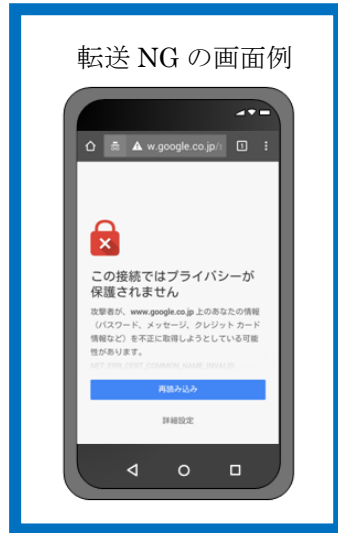 転送 NG の画面例
w.google.co.jp/
1
この接続ではプライバシーが
保護されません
攻撃者が、www.google.co.jp 上のあなたの情報
（パスワード、メッセージ、クレジット カード
情報など）を不正に取得しようとしている可能
性があります。
NET::ERR_CERT_COMMON_NAME_INVALID
再読み込み
詳細設定